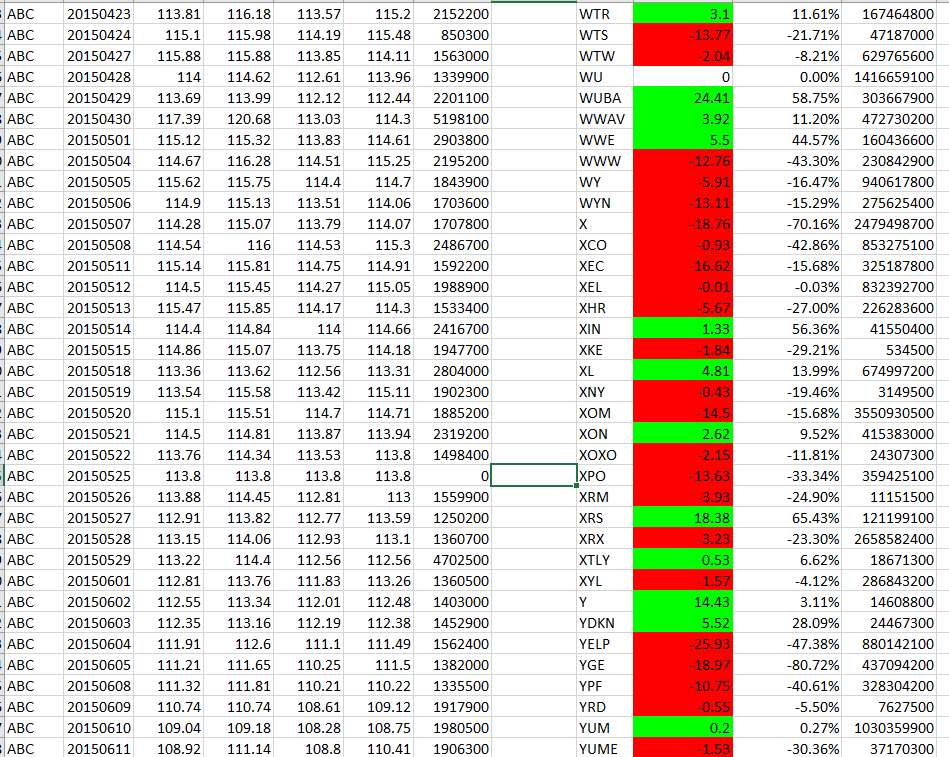 ABC 20150423 113.81 116.18 113.57 115.2 2152200 WTR 3.1 11.61% 167464800
ABC 20150424 115.1 115.98 114.19 115.48 850300 WTS -13.77 -21.71% 47187000
ABC 20150427 115.88 115.88 113.85 114.11 1563000 WTW -2.04 -8.21% 629765600
ABC 20150428 114 114.62 112.61 113.96 1339900 WU 0 0.00% 1416659100
ABC 20150429 113.69 113.99 112.12 112.44 2201100 WUBA 24.41 58.75% 303667900
ABC 20150430 117.39 120.68 113.03 114.3 5198100 WWAV 3.92 11.20% 472730200
ABC 20150501 115.12 115.32 113.83 114.61 2903800 WWE 5.5 44.57% 160436600
ABC 20150504 114.67 116.28 114.51 115.25 2195200 WWW -12.76 -43.30% 230842900
ABC 20150505 115.62 115.75 114.4 114.7 1843900 WY -5.91 -16.47% 940617800
ABC 20150506 114.9 115.13 113.51 114.06 1703600 WYN -13.11 -15.29% 275625400
ABC 20150507 114.28 115.07 113.79 114.07 1707800 X -18.76 -70.16% 2479498700
ABC 20150508 114.54 116 114.53 115.3 2486700 XCO -0.93 -42.86% 853275100
ABC 20150511 115.14 115.81 114.75 114.91 1592200 XEC -16.62 -15.68% 325187800
ABC 20150512 114.5 115.45 114.27 115.05 1988900 XEL -0.01 -0.03% 832392700
ABC 20150513 115.47 115.85 114.17 114.3 1533400 XHR -5.67 -27.00% 226283600
ABC 20150514 114.4 114.84 114 114.66 2416700 XIN 1.33 56.36% 41550400
ABC 20150515 114.86 115.07 113.75 114.18 1947700 XKE -1.84 -29.21% 534500
ABC 20150518 113.36 113.62 112.56 113.31 2804000 XL 4.81 13.99% 674997200
ABC 20150519 113.54 115.58 113.42 115.11 1902300 XNY -0.43 -19.46% 3149500
ABC 20150520 115.1 115.51 114.7 114.71 1885200 XOM -14.5 -15.68% 3550930500
ABC 20150521 114.5 114.81 113.87 113.94 2319200 XON 2.62 9.52% 415383000
ABC 20150522 113.76 114.34 113.53 113.8 1498400 XOXO -2.15 -11.81% 24307300
ABC 20150525 113.8 113.8 113.8 113.8 0 XPO -13.63 -33.34% 359425100
ABC 20150526 113.88 114.45 112.81 113 1559900 XRM -3.93 -24.90% 11151500
ABC 20150527 112.91 113.82 112.77 113.59 1250200 XRS 18.38 65.43% 121199100
ABC 20150528 113.15 114.06 112.93 113.1 1360700 XRX -3.23 -23.30% 2658582400
ABC 20150529 113.22 114.4 112.56 112.56 4702500 XTLY 0.53 6.62% 18671300
ABC 20150601 112.81 113.76 111.83 113.26 1360500 XYL -1.57 -4.12% 286843200
ABC 20150602 112.55 113.34 112.01 112.48 1403000 Y 14.43 3.11% 14608800
ABC 20150603 112.35 113.16 112.19 112.38 1452900 YDKN 5.52 28.09% 24467300
ABC 20150604 111.91 112.6 111.1 111.49 1562400 YELP -25.93 -47.38% 880142100
ABC 20150605 111.21 111.65 110.25 111.5 1382000 YGE -18.97 -80.72% 437094200
ABC 20150608 111.32 111.81 110.21 110.22 1335500 YPF -10.75 -40.61% 328304200
ABC 20150609 110.74 110.74 108.61 109.12 1917900 YRD -0.55 -5.50% 7627500
ABC 20150610 109.04 109.18 108.28 108.75 1980500 YUM 0.2 0.27% 1030359900
ABC 20150611 108.92 111.14 108.8 110.41 1906300 YUME -1.53 -30.36% 37170300